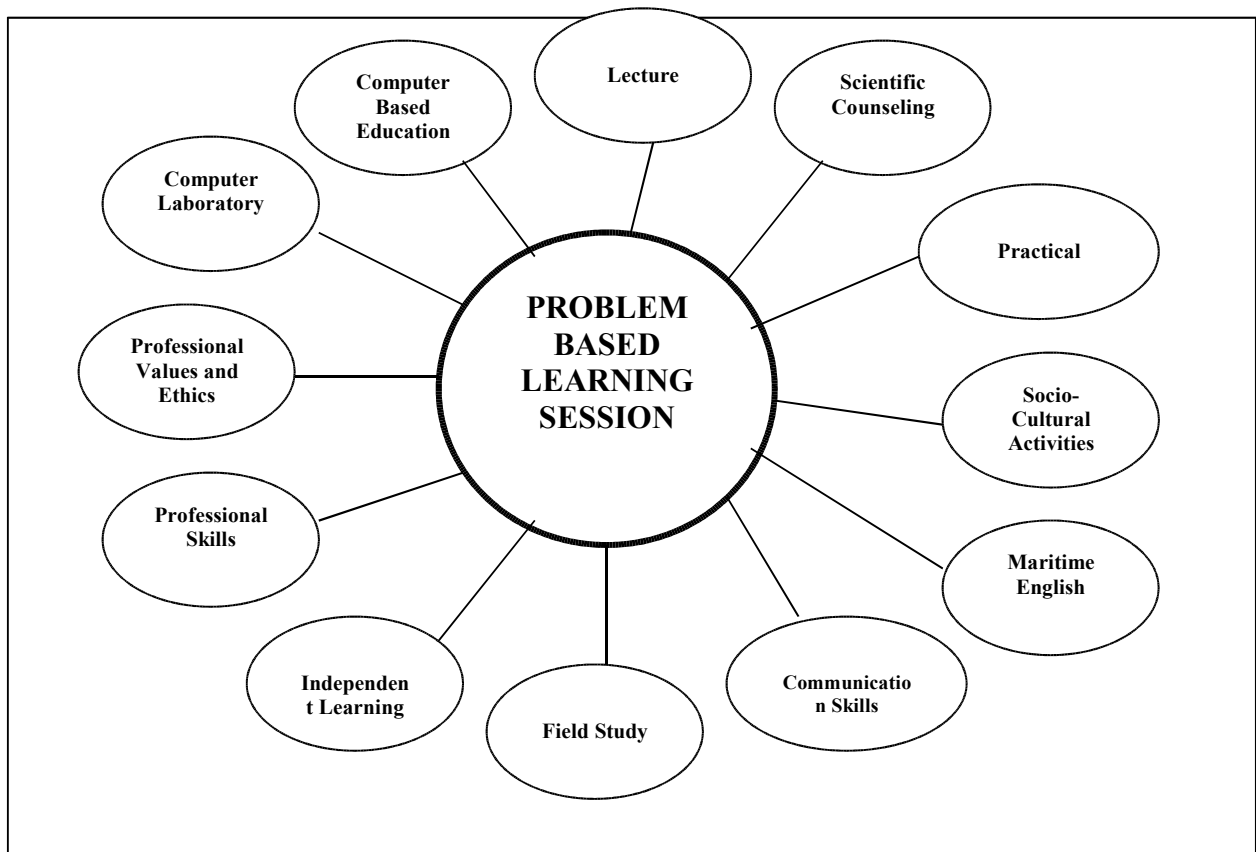 Lecture
Computer
Based
Education
Scientific
Counseling
Computer
Laboratory
Practical
PROBLEM
BASED
LEARNING
SESSION
Professional
Values and
Ethics
Socio-
Cultural
Activities
Professional
Skills
Maritime
English
Independen
t Learning
Field Study
Communicatio
n Skills